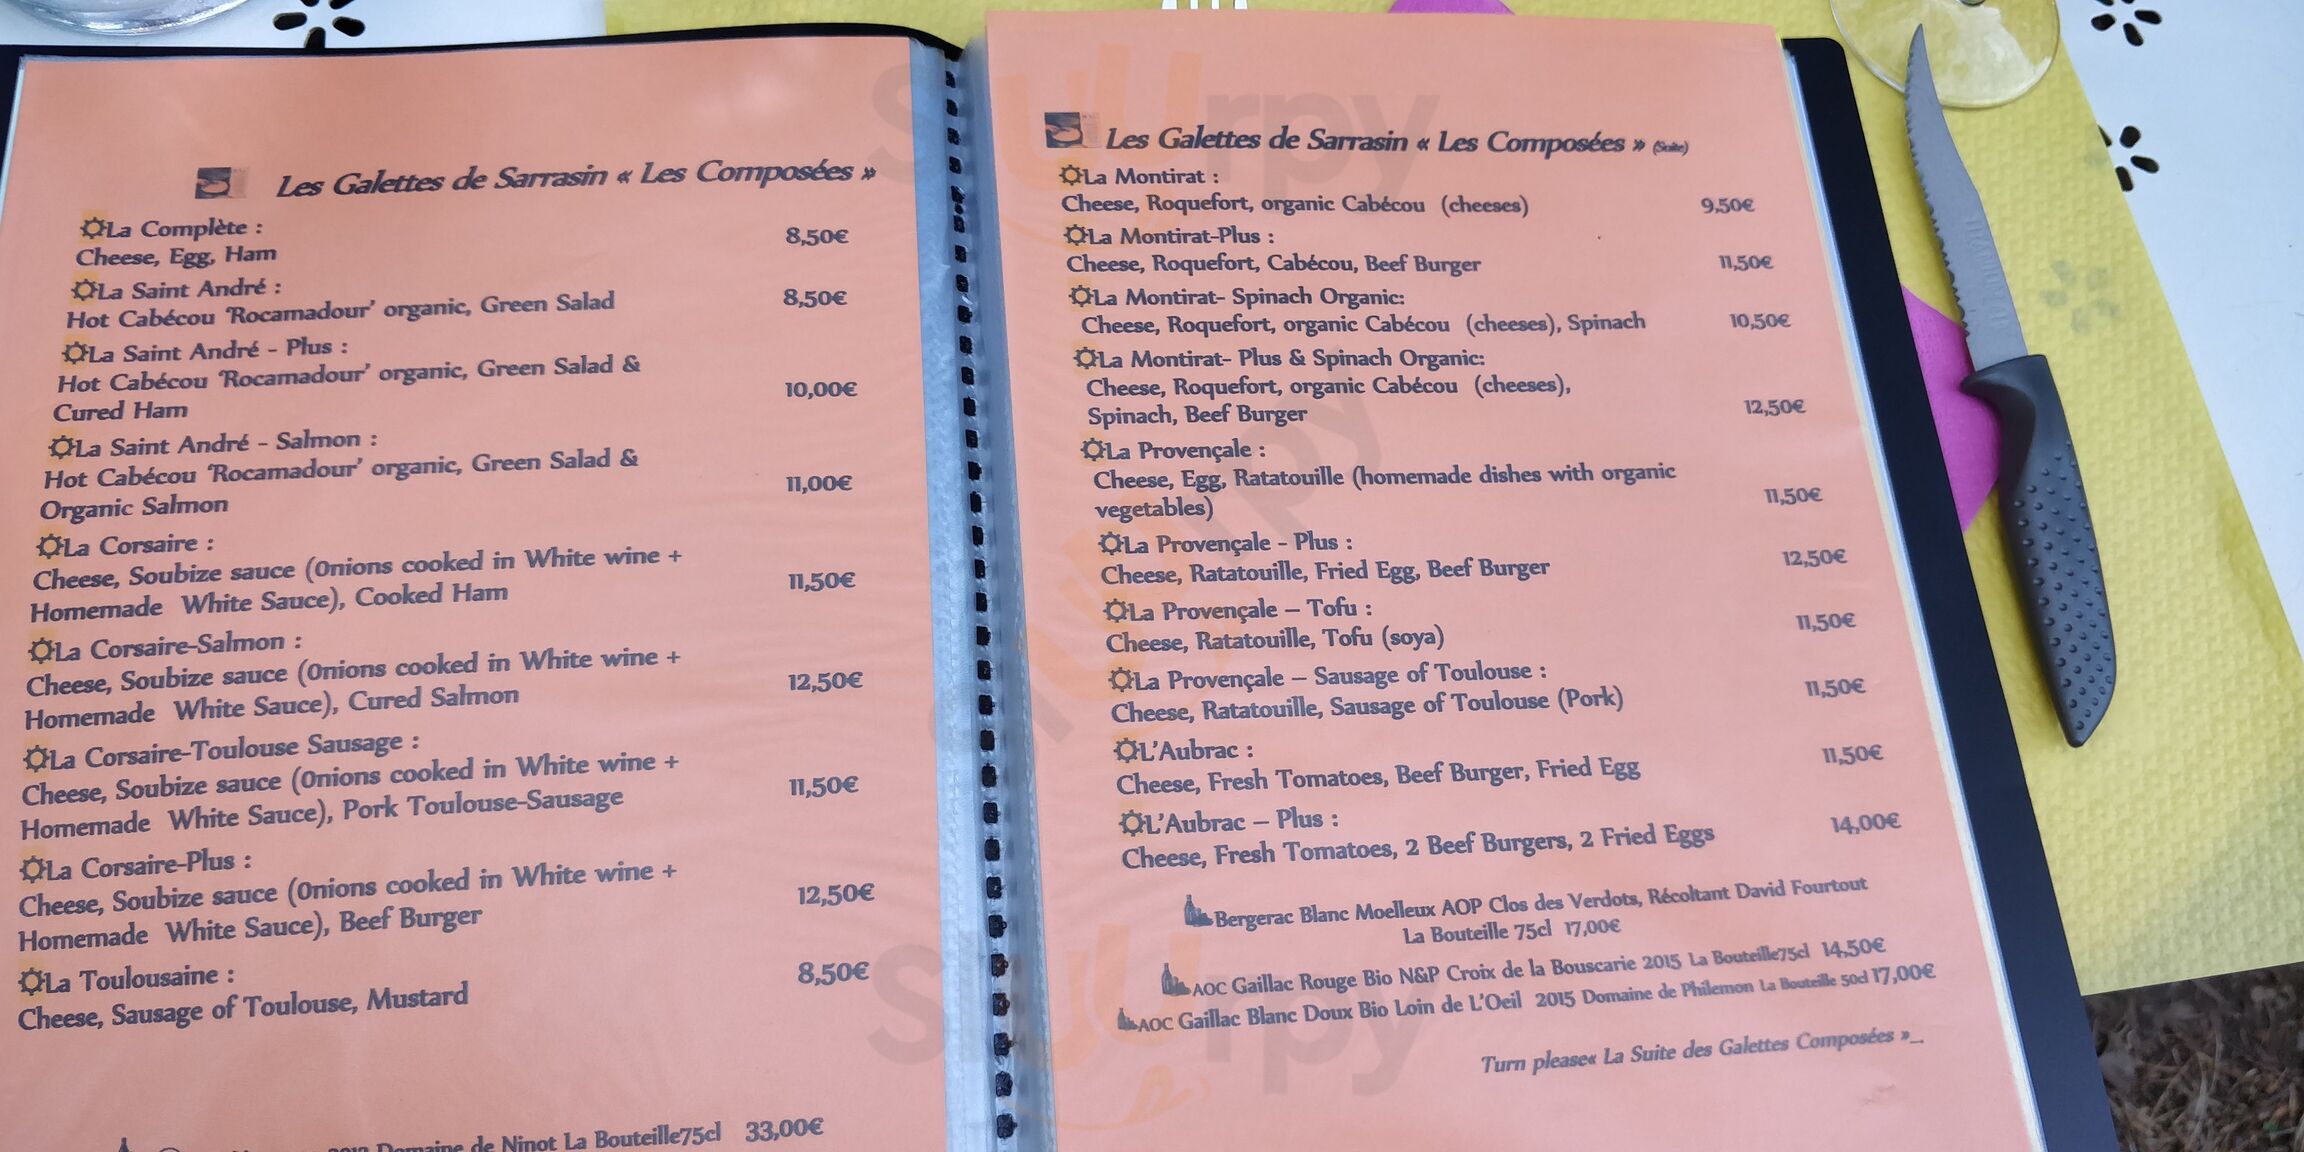 Les Galettes de Sarrasin « Les Composées »
La Complète :
Cheese, Egg, Ham 8,50€
La Saint André :
Hot Cabécou 'Rocamadour' organic, Green Salad 8,50€
La Saint André - Plus :
Hot Cabécou 'Rocamadour' organic, Green Salad &
Cured Ham 10,00€
La Saint André - Salmon :
Hot Cabécou 'Rocamadour' organic, Green Salad &
Organic Salmon 11,00€
La Corsaire :
Cheese, Soubize sauce (Onions cooked in White wine +
Homemade White Sauce), Cooked Ham 11,50€
La Corsaire-Salmon :
Cheese, Soubize sauce (Onions cooked in White wine +
Homemade White Sauce), Cured Salmon 12,50€
La Corsaire-Toulouse Sausage :
Cheese, Soubize sauce (Onions cooked in White wine +
Homemade White Sauce), Pork Toulouse-Sausage 11,50€
La Corsaire-Plus :
Cheese, Soubize sauce (Onions cooked in White wine +
Homemade White Sauce), Beef Burger 12,50€
La Toulousaine :
Cheese, Sausage of Toulouse, Mustard 8,50€
Domaine de Ninot La Bouteille75cl 33,00€
Les Galettes de Sarrasin « Les Composées » (Suite)
La Montirat :
Cheese, Roquefort, organic Cabécou (cheeses) 9,50€
La Montirat-Plus :
Cheese, Roquefort, Cabécou, Beef Burger 11,50€
La Montirat- Spinach Organic:
Cheese, Roquefort, organic Cabécou (cheeses), Spinach 10,50€
La Montirat- Plus & Spinach Organic:
Cheese, Roquefort, organic Cabécou (cheeses),
Spinach, Beef Burger 12,50€
La Provençale :
Cheese, Egg, Ratatouille (homemade dishes with organic
vegetables) 11,50€
La Provençale - Plus :
Cheese, Ratatouille, Fried Egg, Beef Burger 12,50€
La Provençale – Tofu :
Cheese, Ratatouille, Tofu (soya) 11,50€
La Provençale – Sausage of Toulouse :
Cheese, Ratatouille, Sausage of Toulouse (Pork) 11,50€
L'Aubrac :
Cheese, Fresh Tomatoes, Beef Burger, Fried Egg 11,50€
L'Aubrac – Plus :
Cheese, Fresh Tomatoes, 2 Beef Burgers, 2 Fried Eggs 14,00€
Bergerac Blanc Moelleux AOP Clos des Verdots, Récoltant David Fourtout
La Bouteille 75cl 17,00€
AOC Gaillac Rouge Bio N&P Croix de la Bouscarie 2015 La Bouteille75cl 14,50€
AOC Gaillac Blanc Doux Bio Loin de L'Oeil 2015 Domaine de Philemon La Bouteille 50cl 17,00€
Turn please« La Suite des Galettes Composées »_